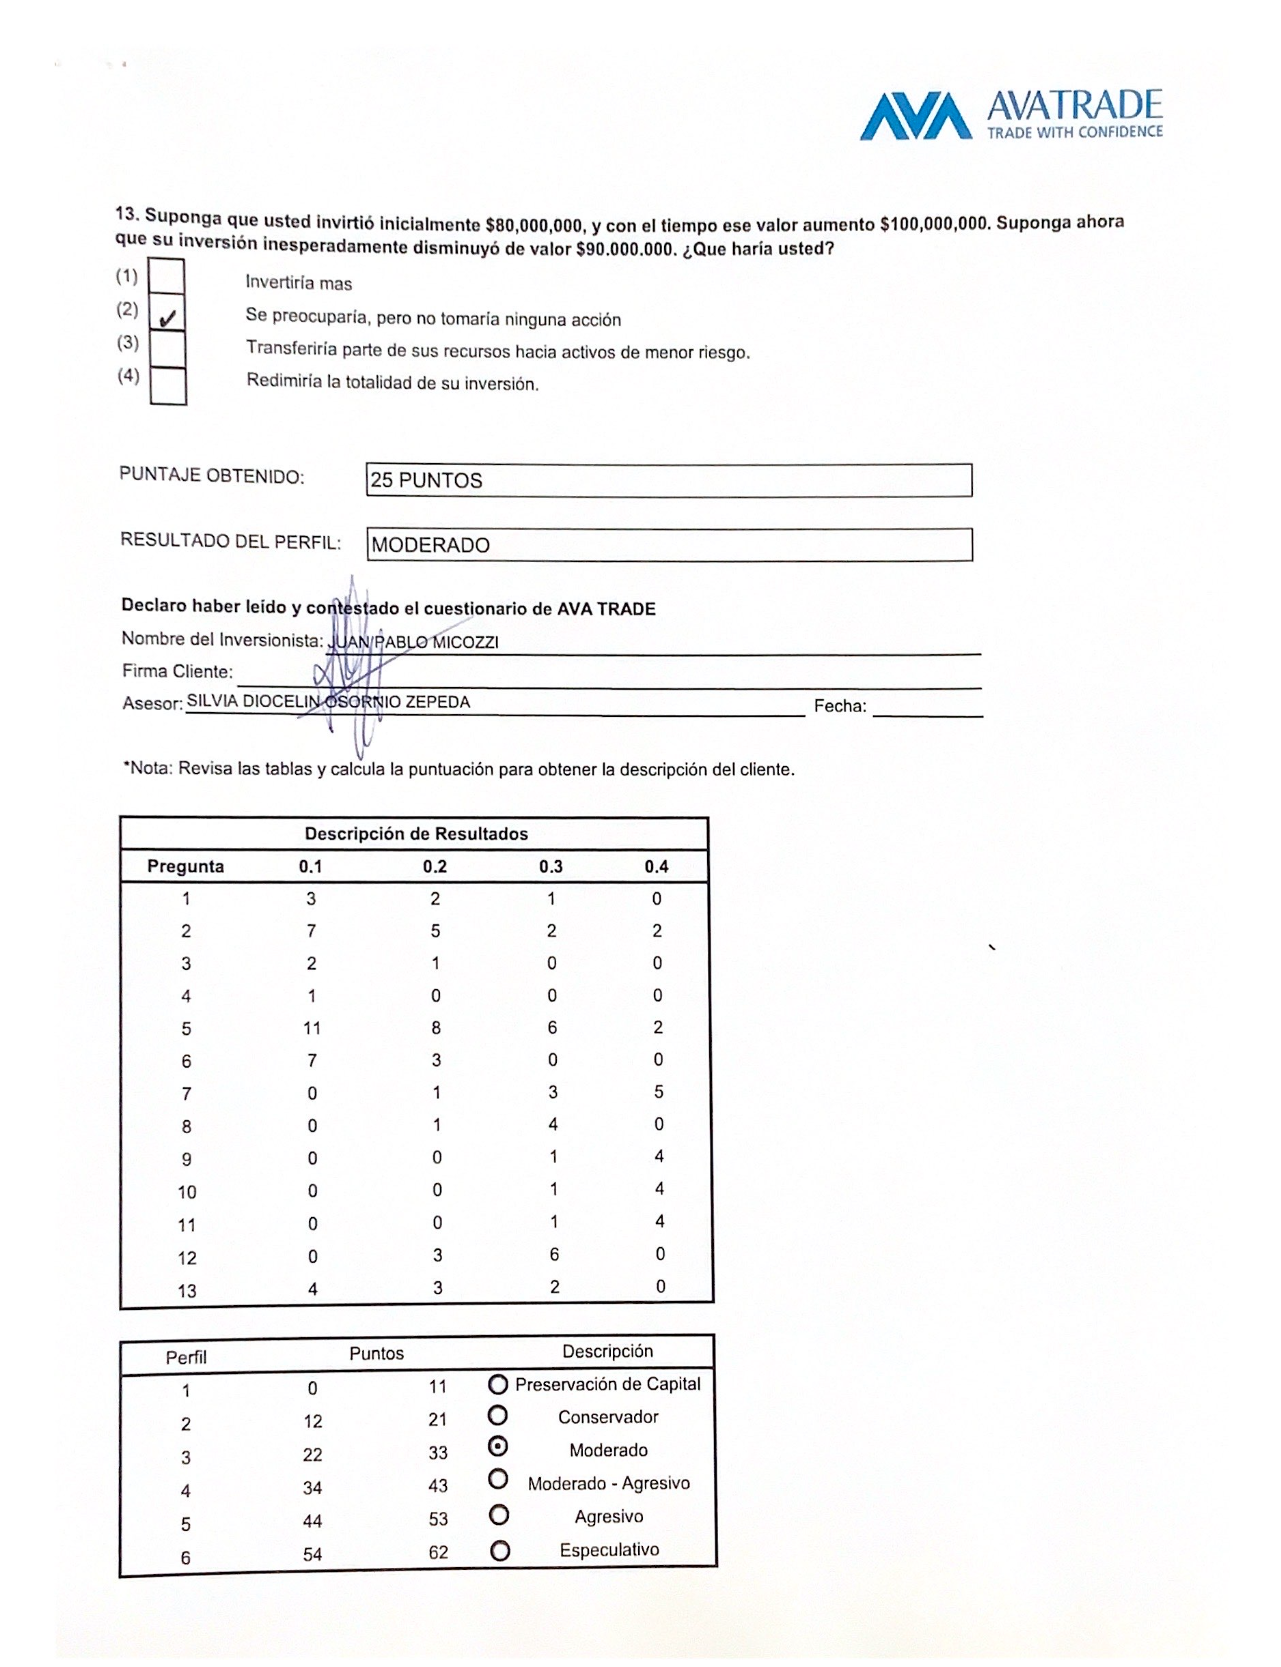 AVA AVATRADE
TRADE WITH CONFIDENCE
13. Suponga que usted invirtió inicialmente $80,000,000, y con el tiempo ese valor aumento $100,000,000. Suponga ahora
que su inversión inesperadamente disminuyó de valor $90.000.000. ¿Que haría usted?
(1) Invertiría mas
(2) ✓ Se preocuparía, pero no tomaría ninguna acción
(3) Transferiría parte de sus recursos hacia activos de menor riesgo.
(4) Redimiría la totalidad de su inversión.
PUNTAJE OBTENIDO: 25 PUNTOS
RESULTADO DEL PERFIL: MODERADO
Declaro haber leído y contestado el cuestionario de AVA TRADE
Nombre del Inversionista: JUAN PABLO MICOZZI
Firma Cliente:
Asesor: SILVIA DIOCELIN OSORNIO ZEPEDA Fecha:
*Nota: Revisa las tablas y calcula la puntuación para obtener la descripción del cliente.
Descripción de Resultados
Pregunta 0.1 0.2 0.3 0.4
1 3 2 1 0
2 7 5 2 2
3 2 1 0 0
4 1 0 0 0
5 11 8 6 2
6 7 3 0 0
7 0 1 3 5
8 0 1 4 0
9 0 0 1 4
10 0 0 1 4
11 0 0 1 4
12 0 3 6 0
13 4 3 2 0
Perfil Puntos Descripción
1 0 11 Preservación de Capital
2 12 21 Conservador
3 22 33 Moderado
4 34 43 Moderado - Agresivo
5 44 53 Agresivo
6 54 62 Especulativo